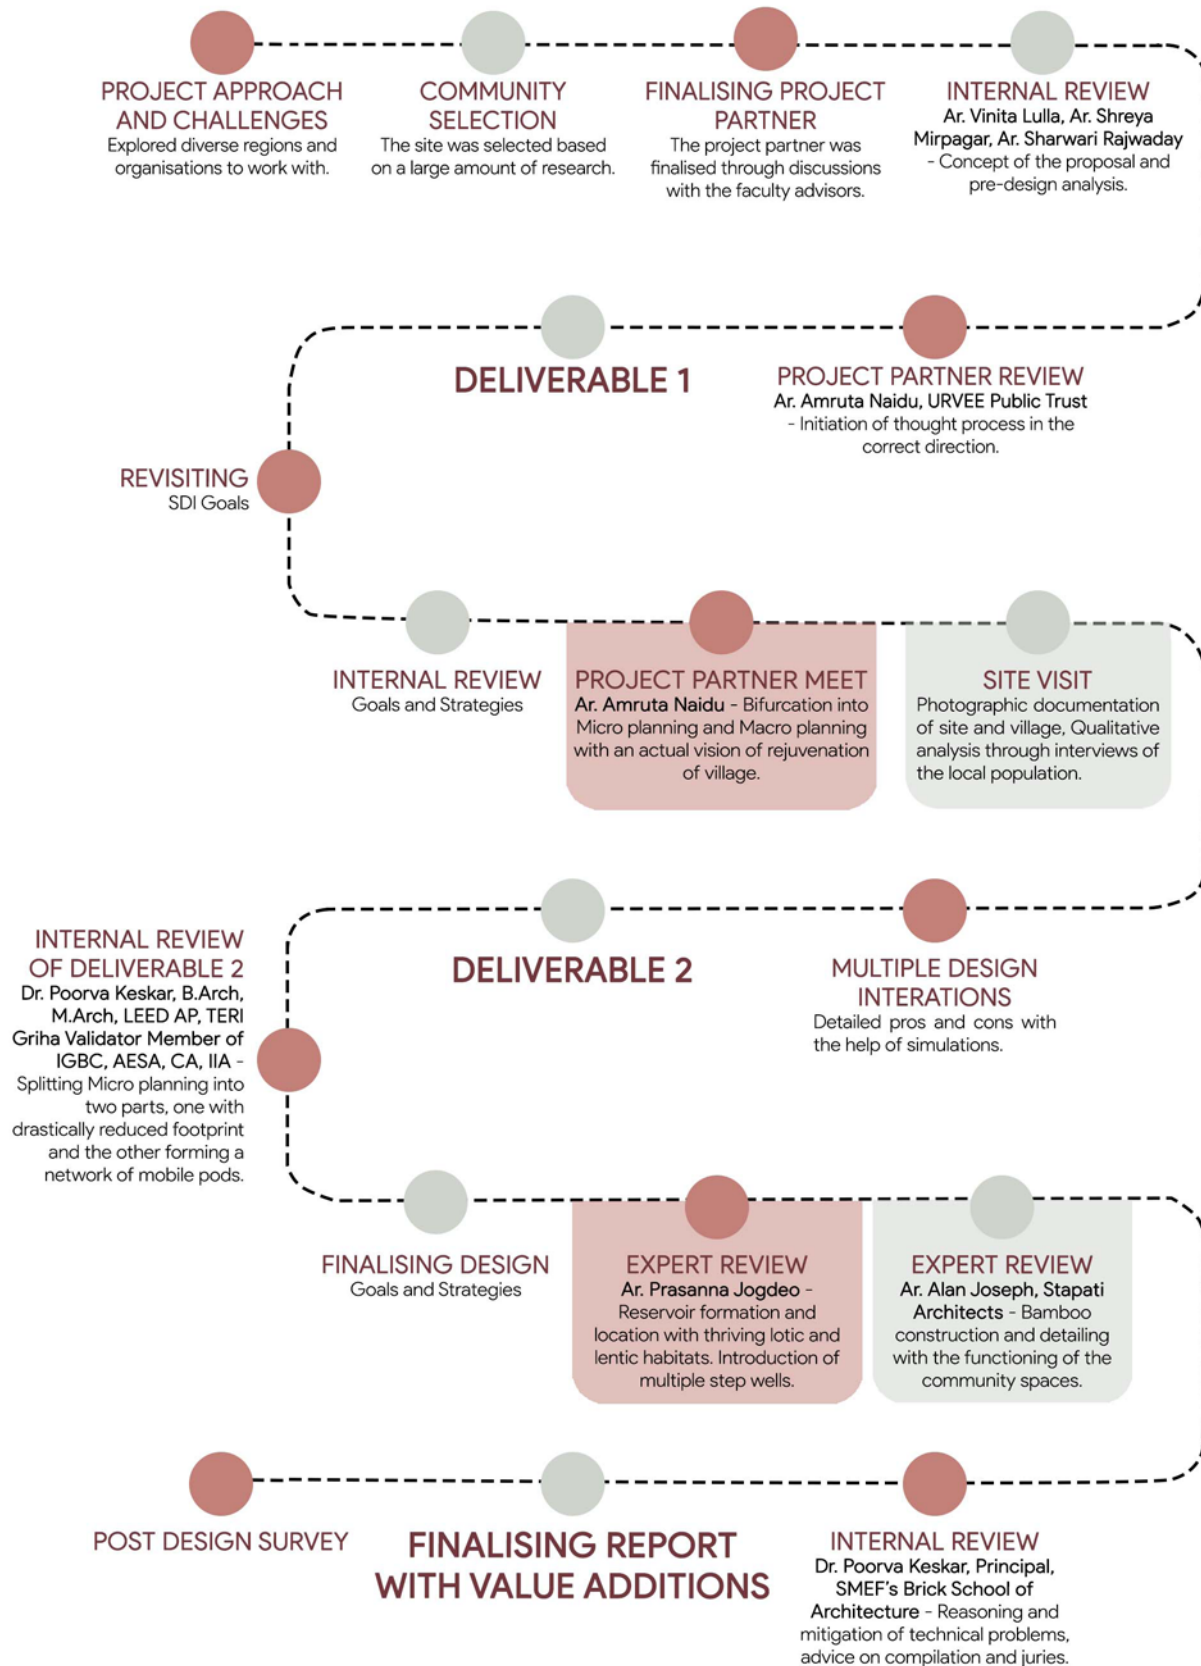 PROJECT APPROACH
AND CHALLENGES
Explored diverse regions and
organisations to work with.
COMMUNITY
SELECTION
The site was selected based
on a large amount of research.
FINALISING PROJECT
PARTNER
The project partner was
finalised through discussions
with the faculty advisors.
INTERNAL REVIEW
Ar. Vinita Lulla, Ar. Shreya
Mirpagar, Ar. Sharwari Rajwaday
- Concept of the proposal and
pre-design analysis.
PROJECT PARTNER REVIEW
Ar. Amruta Naidu, URVEE Public Trust
- Initiation of thought process in the
correct direction.
DELIVERABLE 1
REVISITING
SDI Goals
INTERNAL REVIEW
Goals and Strategies
PROJECT PARTNER MEET
Ar. Amruta Naidu - Bifurcation into
Micro planning and Macro planning
with an actual vision of rejuvenation
of village.
SITE VISIT
Photographic documentation
of site and village, Qualitative
analysis through interviews of
the local population.
MULTIPLE DESIGN
INTERATIONS
Detailed pros and cons with
the help of simulations.
DELIVERABLE 2
INTERNAL REVIEW
OF DELIVERABLE 2
Dr. Poorva Keskar, B.Arch,
M.Arch, LEED AP, TERI
Griha Validator Member of
IGBC, AESA, CA, IIA -
Splitting Micro planning into
two parts, one with
drastically reduced footprint
and the other forming a
network of mobile pods.
FINALISING DESIGN
Goals and Strategies
EXPERT REVIEW
Ar. Prasanna Jogdeo -
Reservoir formation and
location with thriving lotic and
lentic habitats. Introduction of
multiple step wells.
EXPERT REVIEW
Ar. Alan Joseph, Stapati
Architects - Bamboo
construction and detailing
with the functioning of the
community spaces.
INTERNAL REVIEW
Dr. Poorva Keskar, Principal,
SMEF's Brick School of
Architecture - Reasoning and
mitigation of technical problems,
advice on compilation and juries.
FINALISING REPORT
WITH VALUE ADDITIONS
POST DESIGN SURVEY